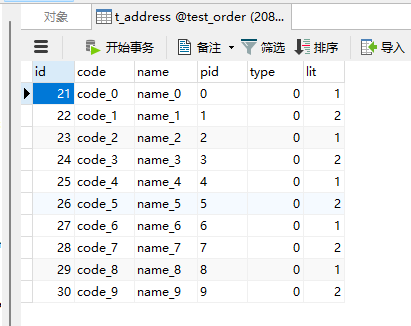 对象
t_address @test_order (208...
开始事务
备注
筛选
排序
导入
id code name pid type lit
21 code_0 name_0 0 0 1
22 code_1 name_1 1 0 2
23 code_2 name_2 2 0 1
24 code_3 name_3 3 0 2
25 code_4 name_4 4 0 1
26 code_5 name_5 5 0 2
27 code_6 name_6 6 0 1
28 code_7 name_7 7 0 2
29 code_8 name_8 8 0 1
30 code_9 name_9 9 0 2